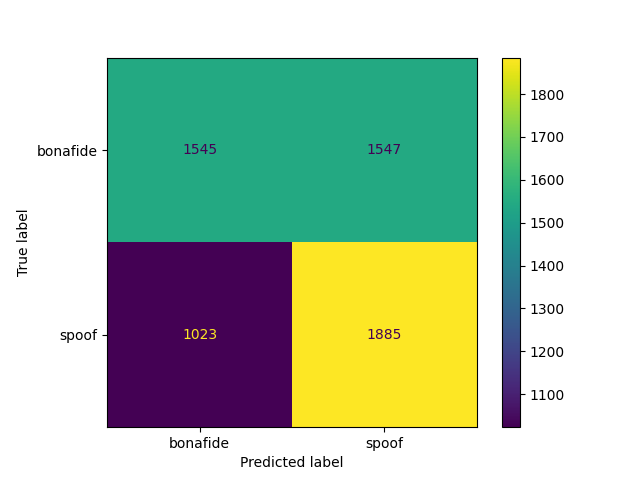 bonafide
spoof
True label
1545 1547
1023 1885
bonafide spoof
Predicted label
1800
1700
1600
1500
1400
1300
1200
1100